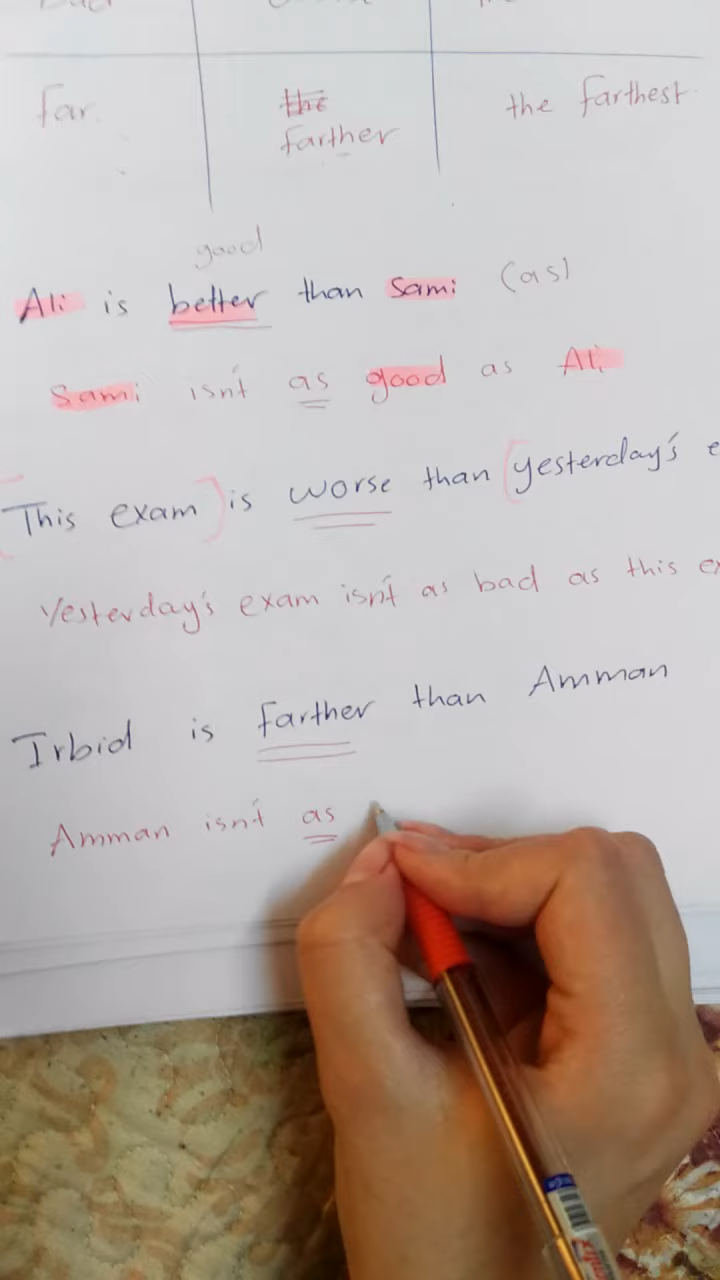 far. the the farthest.
farther
good
Ali is better than Sami (as)
Sami isn't as good as Ali
This exam is worse than yesterday's
Yesterday's exam isn't as bad as this
Irbid is farther than Amman
Amman isn't as